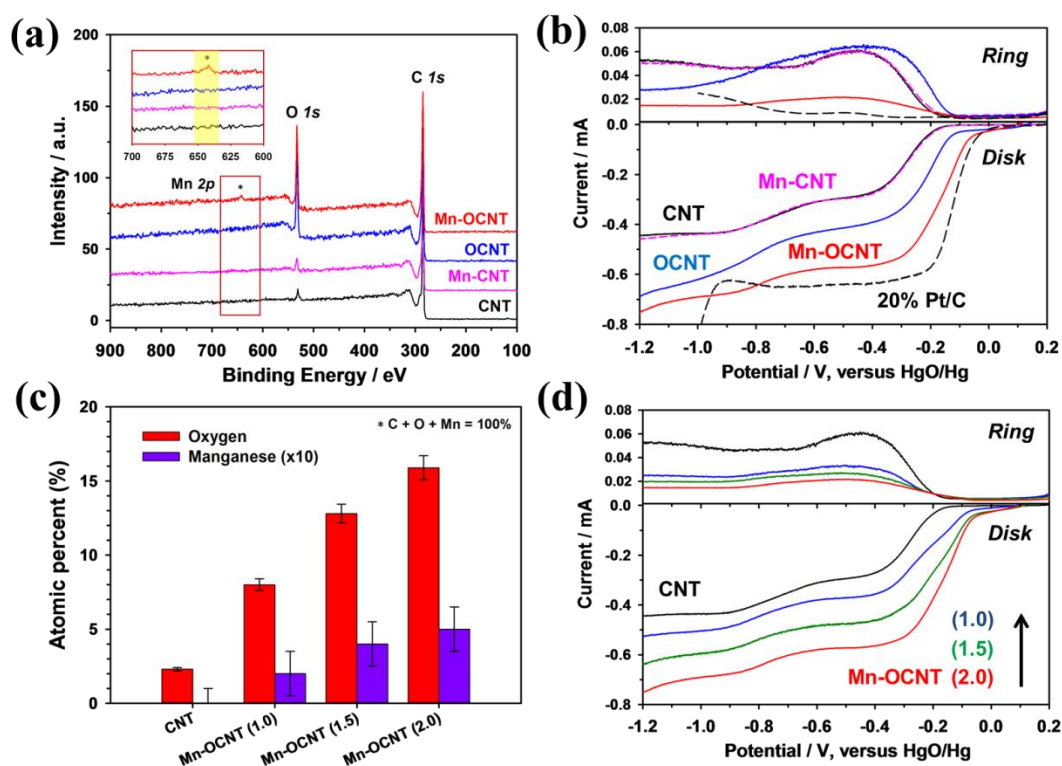 (a)
200
150
100
50
0
Intensity / a.u.
*
700 675 650 625 600
C 1s
O 1s
Mn 2p
*
Mn-OCNT
OCNT
Mn-CNT
CNT
900 800 700 600 500 400 300 200 100
Binding Energy / eV
(b)
0.08
0.06
0.04
0.02
0.00
Ring
0.0
-0.2
-0.4
-0.6
-0.8
Current / mA
Disk
Mn-CNT
CNT
OCNT
Mn-OCNT
20% Pt/C
-1.2 -1.0 -0.8 -0.6 -0.4 -0.2 0.0 0.2
Potential / V, versus HgO/Hg
(c)
20
15
10
5
0
Atomic percent (%)
Oxygen
Manganese (x10)
* C + O + Mn = 100%
CNT
Mn-OCNT (1.0)
Mn-OCNT (1.5)
Mn-OCNT (2.0)
(d)
0.08
0.06
0.04
0.02
0.00
Ring
0.0
-0.2
-0.4
-0.6
-0.8
Current / mA
Disk
CNT
(1.0)
(1.5)
Mn-OCNT (2.0)
-1.2 -1.0 -0.8 -0.6 -0.4 -0.2 0.0 0.2
Potential / V, versus HgO/Hg